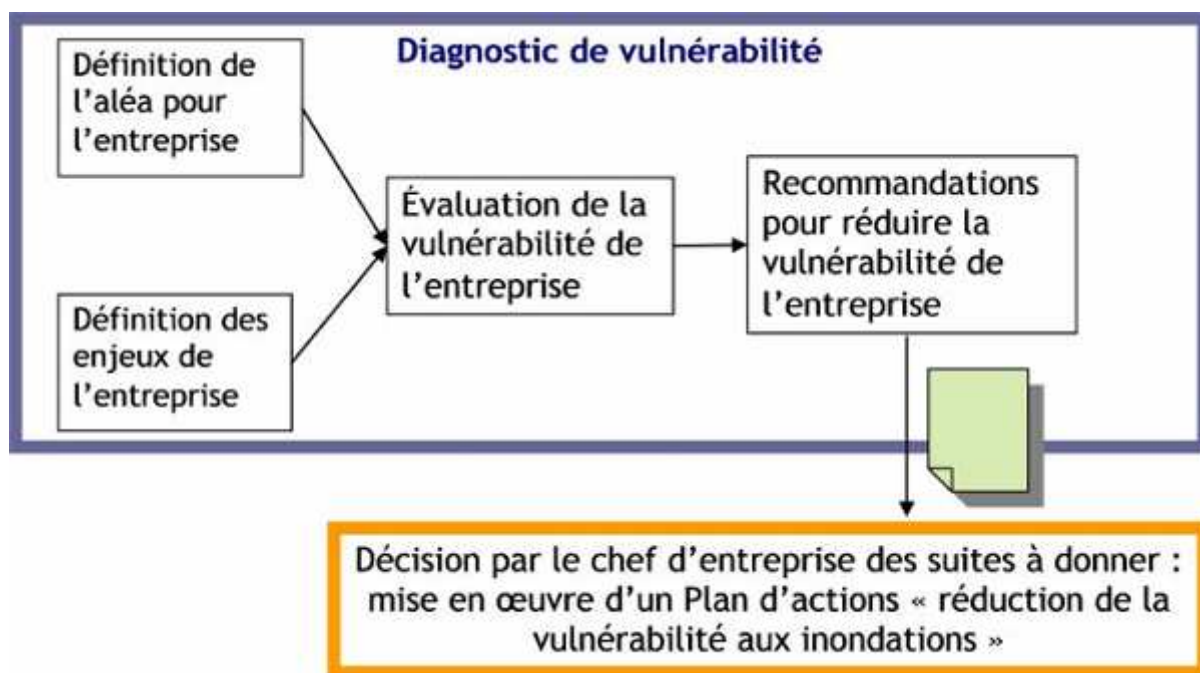 Diagnostic de vulnérabilité
Définition de
l’aléa pour
l’entreprise
Définition des
enjeux de
l’entreprise
Évaluation de la
vulnérabilité de
l’entreprise
Recommandations
pour réduire la
vulnérabilité de
l’entreprise
Décision par le chef d’entreprise des suites à donner :
mise en œuvre d’un Plan d’actions « réduction de la
vulnérabilité aux inondations »